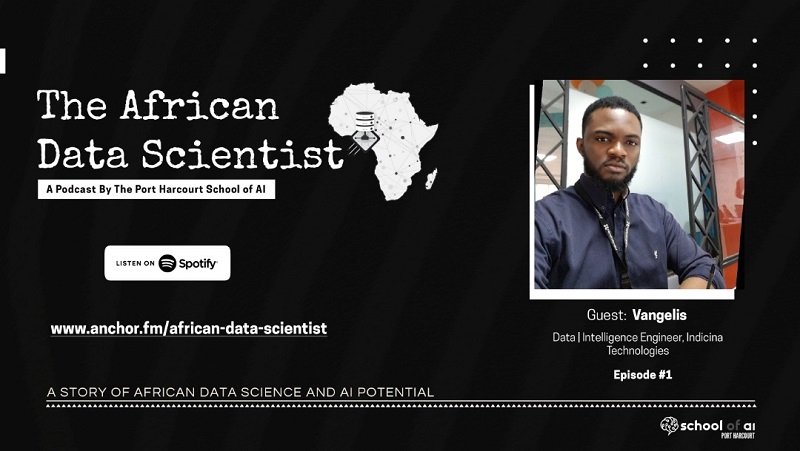 The African
Data Scientist
A Podcast By The Port Harcourt School of AI
LISTEN ON Spotify
www.anchor.fm/african-data-scientist
Guest: Vangelis
Data | Intelligence Engineer, Indicina
Technologies
Episode #1
A STORY OF AFRICAN DATA SCIENCE AND AI POTENTIAL
school of ai
PORT HARCOURT